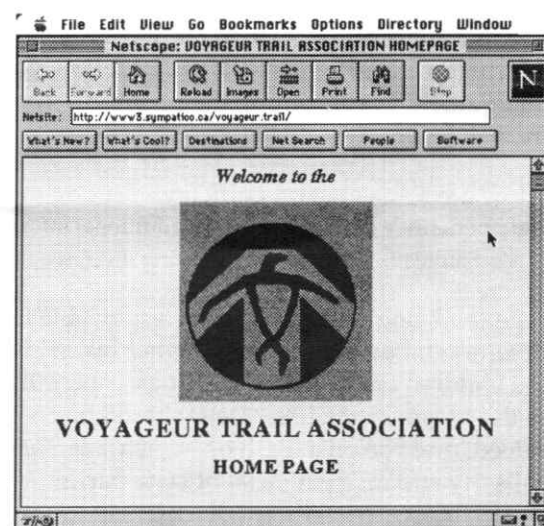 File Edit View Go Bookmarks Options Directory Window
Netscape: VOYAGEUR TRAIL ASSOCIATION HOMEPAGE
Back Forward Home Reload Images Open Print Find Stop
N
Netsite: http://www3.sympatico.ca/voyageur.trail/
What's New? What's Cool? Destinations Net Search People Software
Welcome to the
VOYAGEUR TRAIL ASSOCIATION
HOME PAGE